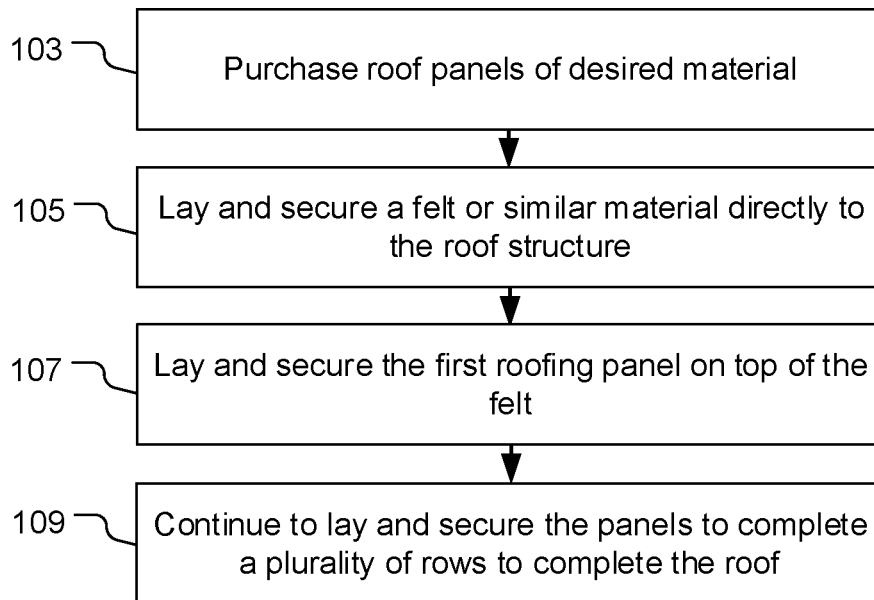 103
Purchase roof panels of desired material
105
Lay and secure a felt or similar material directly to
the roof structure
107
Lay and secure the first roofing panel on top of the
felt
109
Continue to lay and secure the panels to complete
a plurality of rows to complete the roof